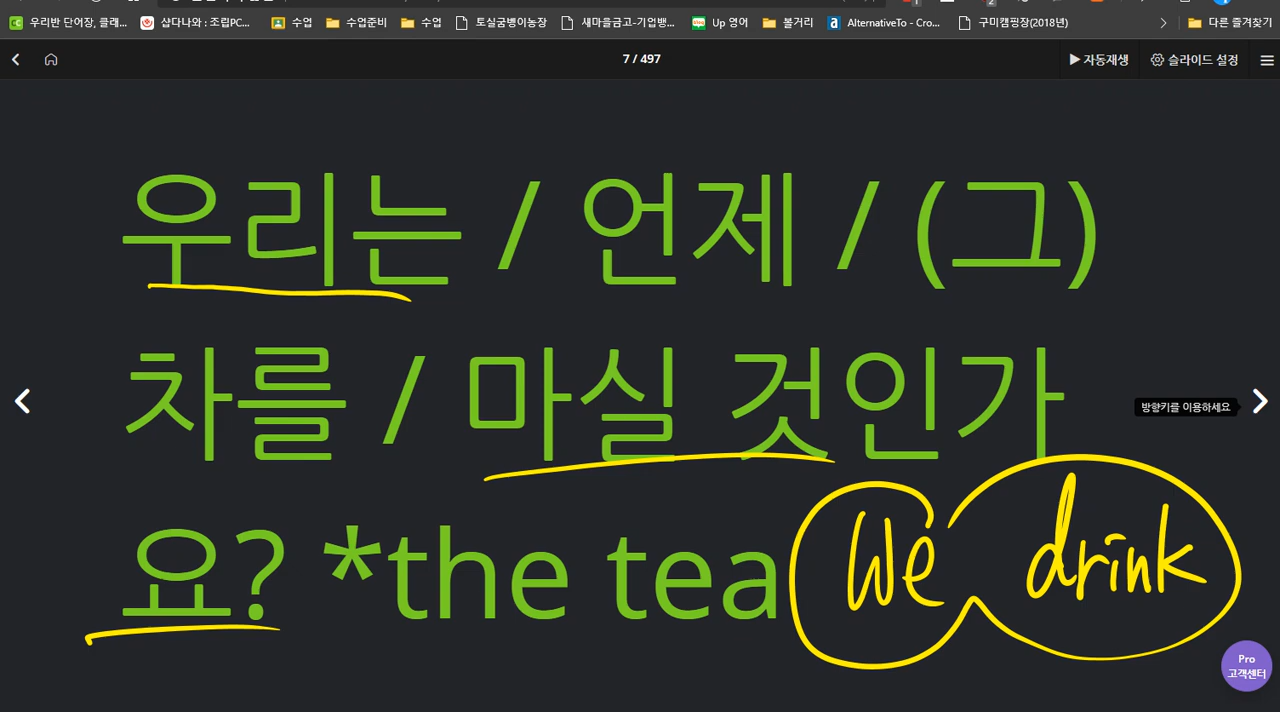 우리반 단어장, 클래... 샵다나와 : 조립PC... 수업 수업준비 수업 토실굼벵이농장 새마을금고-기업뱅... Up 영어 볼거리 AlternativeTo - Cro... 구미캠핑장(2018년) 다른 즐겨찾기
7 / 497 자동재생 슬라이드 설정
우리는 / 언제 / (그)
차를 / 마실 것인가
방향키를 이용하세요
요? *the tea We drink
Pro
고객센터